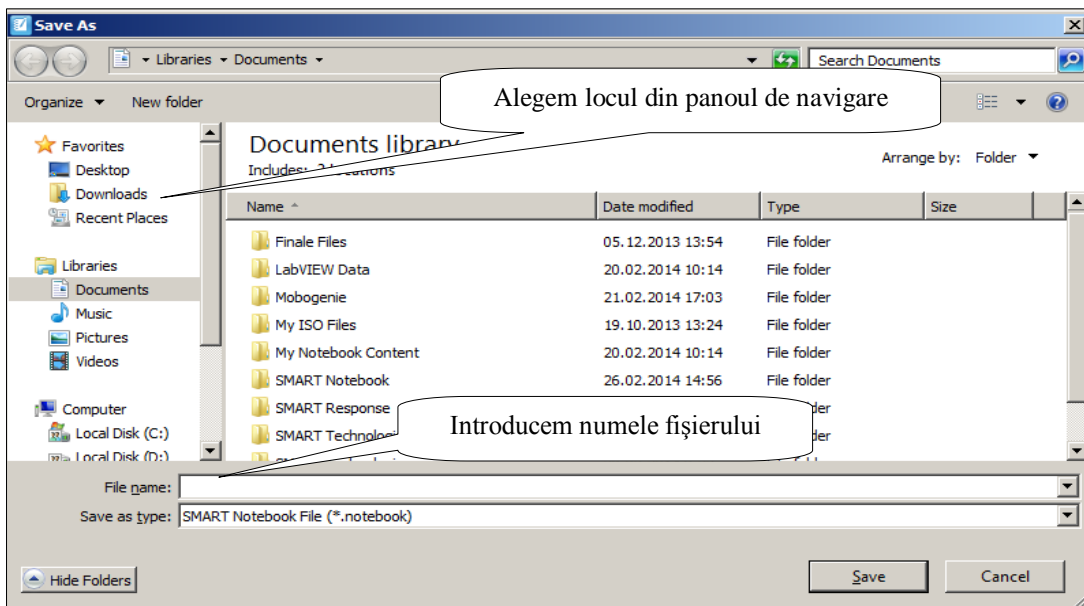 Save As
Libraries Documents
Search Documents
Organize New folder
Alegem locul din panoul de navigare
Favorites
Desktop
Downloads
Recent Places
Libraries
Documents
Music
Pictures
Videos
Computer
Local Disk (C:)
Local Disk (D:)
Documents library
Includes: locations
Arrange by: Folder
Name Date modified Type Size
Finale Files 05.12.2013 13:54 File folder
LabVIEW Data 20.02.2014 10:14 File folder
Mobogenie 21.02.2014 17:03 File folder
My ISO Files 19.10.2013 13:24 File folder
My Notebook Content 20.02.2014 10:14 File folder
SMART Notebook 26.02.2014 14:56 File folder
SMART Response
SMART
Introducem numele fişierului
File name:
Save as type: SMART Notebook File (*.notebook)
Hide Folders
Save Cancel